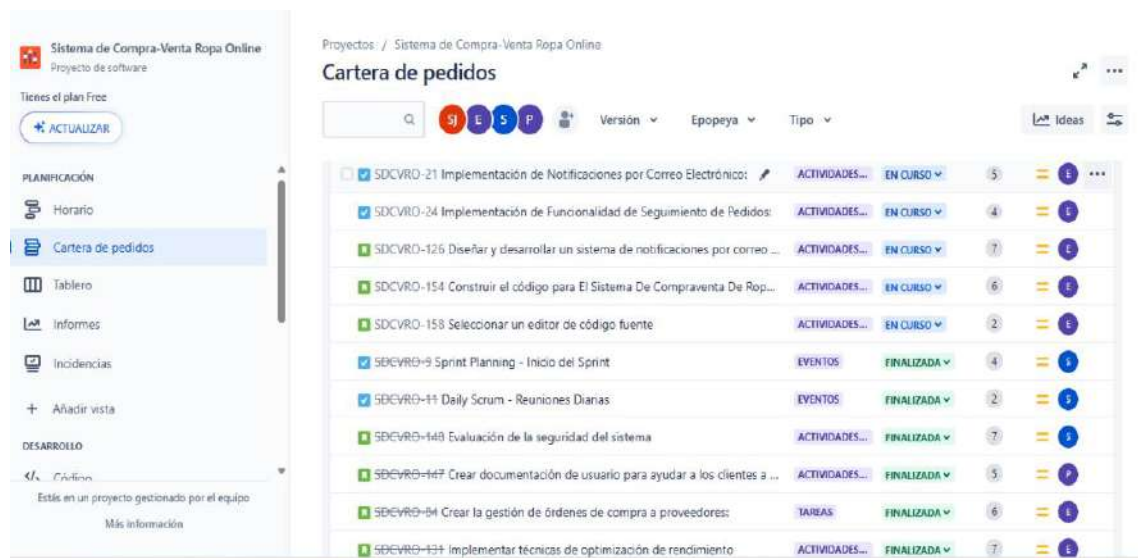 Sistema de Compra-Venta Ropa Online
Proyecto de software
Tienes el plan Free
ACTUALIZAR
PLANIFICACIÓN
Horario
Cartera de pedidos
Tablero
Informes
Incidencias
+ Añadir vista
DESARROLLO
Código
Estás en un proyecto gestionado por el equipo
Más información
Proyectos / Sistema de Compra-Venta Ropa Online
Cartera de pedidos
SJ E S P Versión Epopeya Tipo Ideas
SDCVRO-21 Implementación de Notificaciones por Correo Electrónico: ACTIVIDADES... EN CURSO 5 E
SDCVRO-24 Implementación de Funcionalidad de Seguimiento de Pedidos: ACTIVIDADES... EN CURSO 4 E
SDCVRO-126 Diseñar y desarrollar un sistema de notificaciones por correo ... ACTIVIDADES... EN CURSO 7 E
SDCVRO-154 Construir el código para El Sistema De Compraventa De Rop... ACTIVIDADES... EN CURSO 6 E
SDCVRO-158 Seleccionar un editor de código fuente ACTIVIDADES... EN CURSO 2 E
SDCVRO-9 Sprint Planning - Inicio del Sprint EVENTOS FINALIZADA 4 S
SDCVRO-11 Daily Scrum - Reuniones Diarias EVENTOS FINALIZADA 2 S
SDCVRO-148 Evaluación de la seguridad del sistema ACTIVIDADES... FINALIZADA 7 S
SDCVRO-147 Crear documentación de usuario para ayudar a los clientes a ... ACTIVIDADES... FINALIZADA 5 P
SDCVRO-84 Crear la gestión de órdenes de compra a proveedores: TAREAS FINALIZADA 6 E
SDCVRO-131 Implementar técnicas de optimización de rendimiento ACTIVIDADES... FINALIZADA 7 E